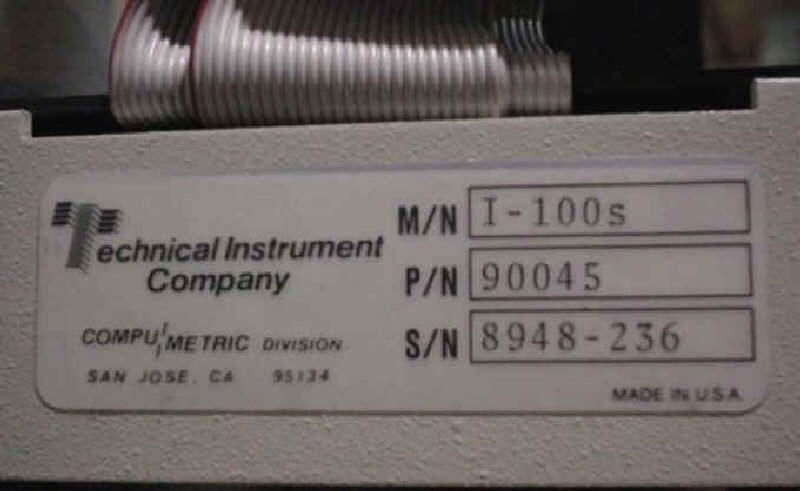 Technical Instrument
Company
COMPU/METRIC DIVISION
SAN JOSE, CA 95134
M/N I-100s
P/N 90045
S/N 8948-236
MADE IN U.S.A.